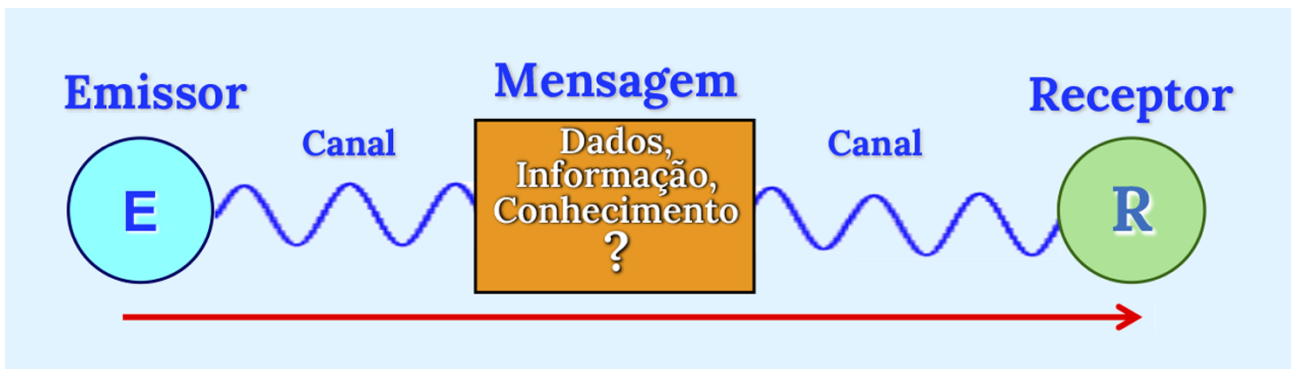 Emissor
Mensagem
Receptor
Canal
Canal
E
Dados,
Informação,
Conhecimento
?
R